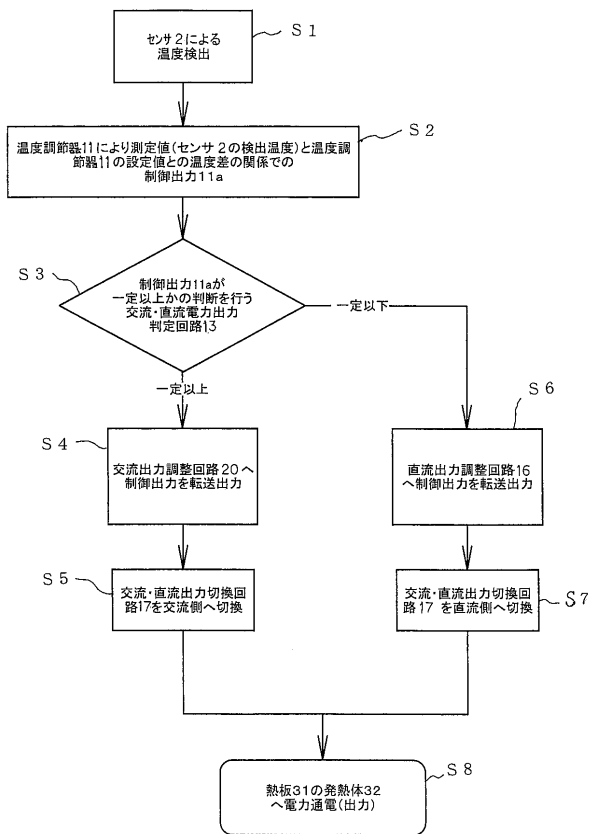 センサ2による
温度検出
S1
温度調節器11により測定値(センサ2の検出温度)と温度調
節器11の設定値との温度差の関係での
制御出力11a
S2
S3
制御出力11aが
一定以上かの判断を行う
交流・直流電力出力
判定回路13
一定以下
一定以上
S4
交流出力調整回路20へ
制御出力を転送出力
S6
直流出力調整回路16
へ制御出力を転送出力
S5
交流・直流出力切換回
路17を交流側へ切換
交流・直流出力切換回
路17 を直流側へ切換
S7
熱板31の発熱体32
へ電力通電(出力)
S8